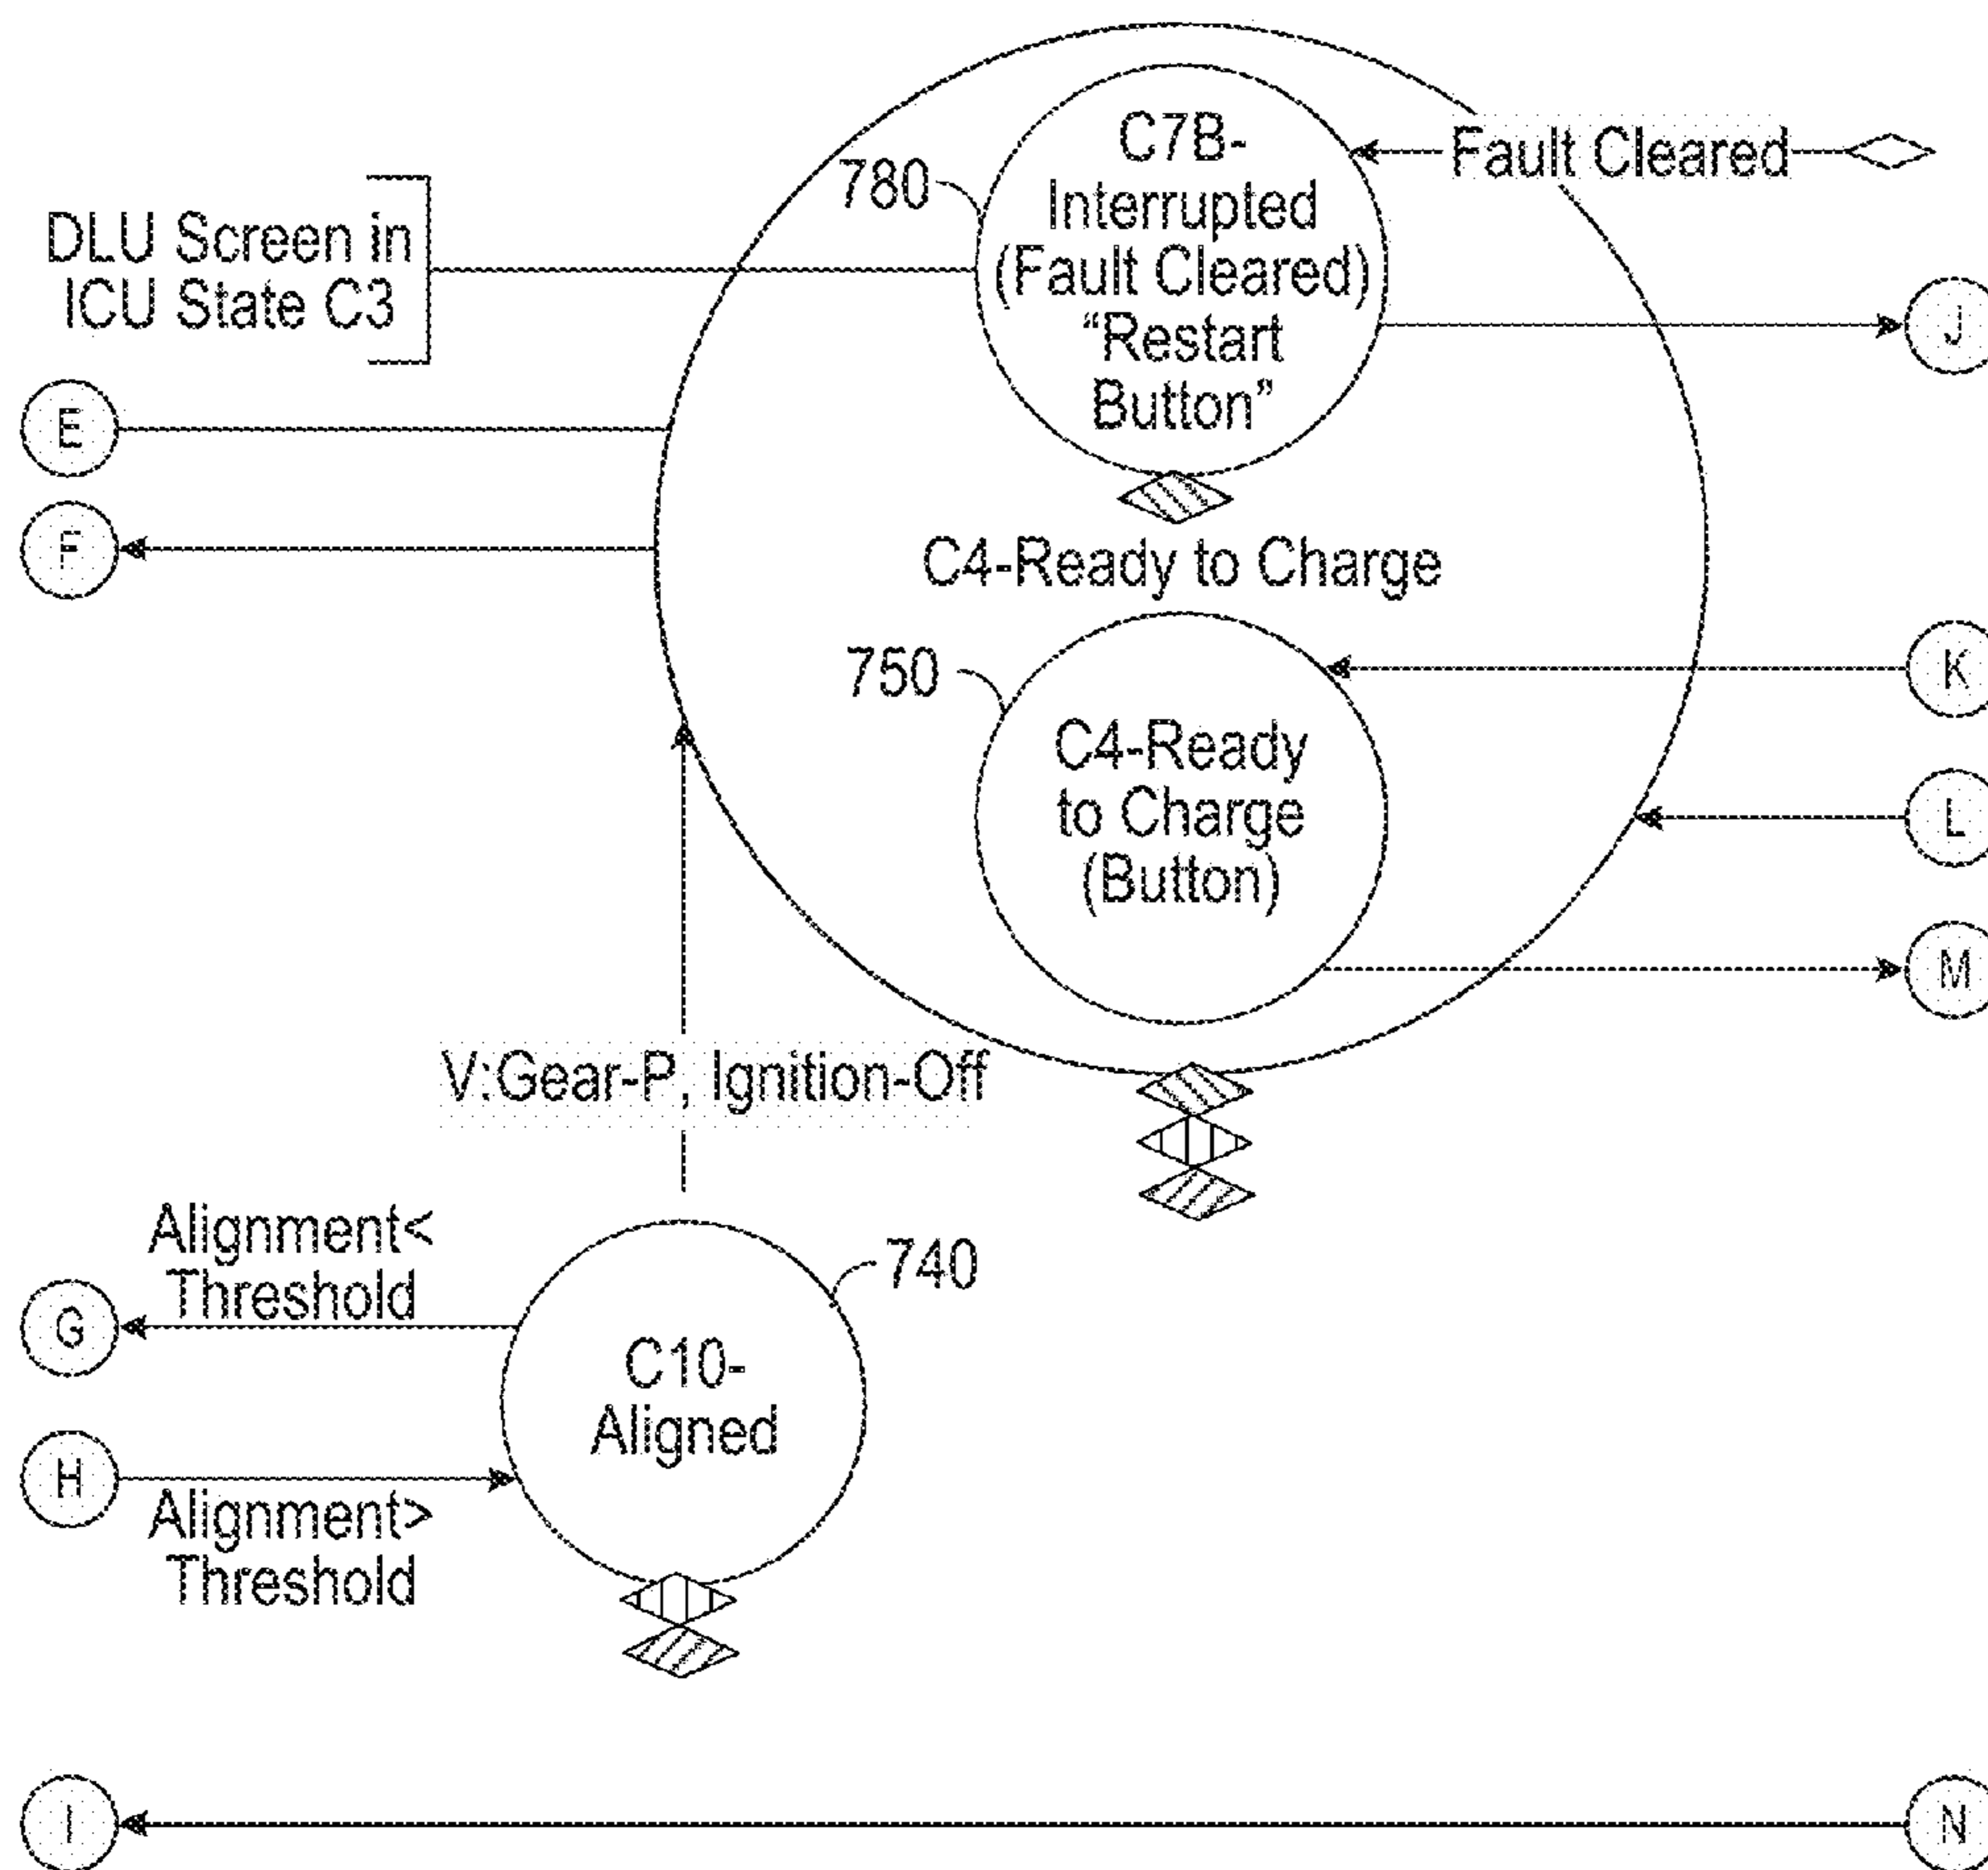 C7B-
Interrupted
(Fault Cleared)
“Restart
Button”
Fault Cleared
780
DLU Screen in
ICU State C3
J
E
F
C4-Ready to Charge
750
K
C4-Ready
to Charge
(Button)
L
M
V:Gear-P, Ignition-Off
Alignment<
Threshold
740
G
C10-
Aligned
H
Alignment>
Threshold
I
N